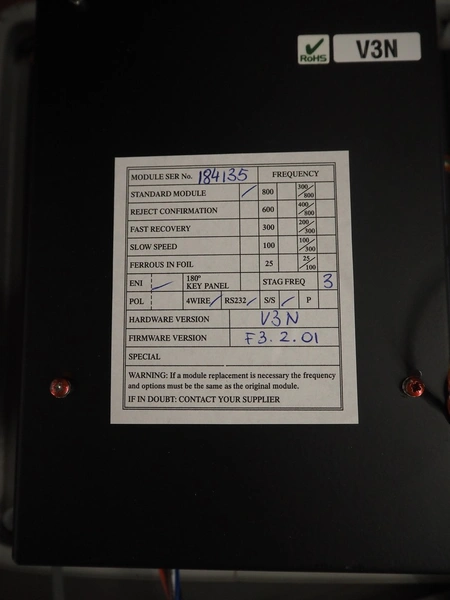 RoHS V3N
MODULE SER No. 184135 FREQUENCY
STANDARD MODULE ✓ 800 300/800
REJECT CONFIRMATION 600 400/800
FAST RECOVERY 300 200/300
SLOW SPEED 100 100/300
FERROUS IN FOIL 25 25/100
ENI ✓ 180º KEY PANEL STAG FREQ 3
POL 4WIRE ✓ RS232 ✓ S/S ✓ P
HARDWARE VERSION V3N
FIRMWARE VERSION F3.2.01
SPECIAL
WARNING: If a module replacement is necessary the frequency
and options must be the same as the original module.
IF IN DOUBT: CONTACT YOUR SUPPLIER